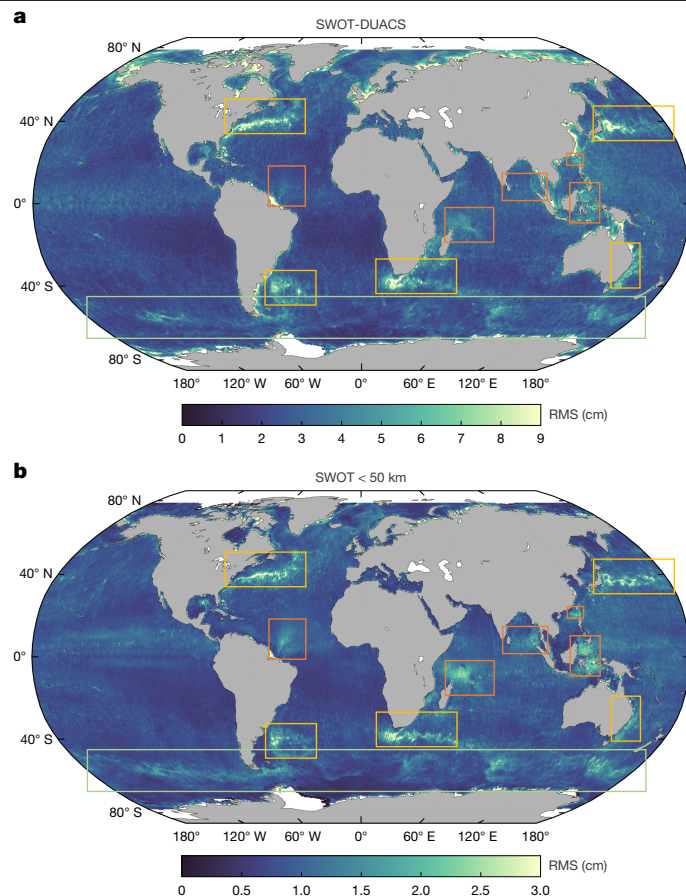 a
SWOT-DUACS
80° N
40° N
0°
40° S
80° S
180° 120° W 60° W 0° 60° E 120° E 180°
RMS (cm)
0 1 2 3 4 5 6 7 8 9
b
SWOT < 50 km
80° N
40° N
0°
40° S
80° S
180° 120° W 60° W 0° 60° E 120° E 180°
RMS (cm)
0 0.5 1.0 1.5 2.0 2.5 3.0